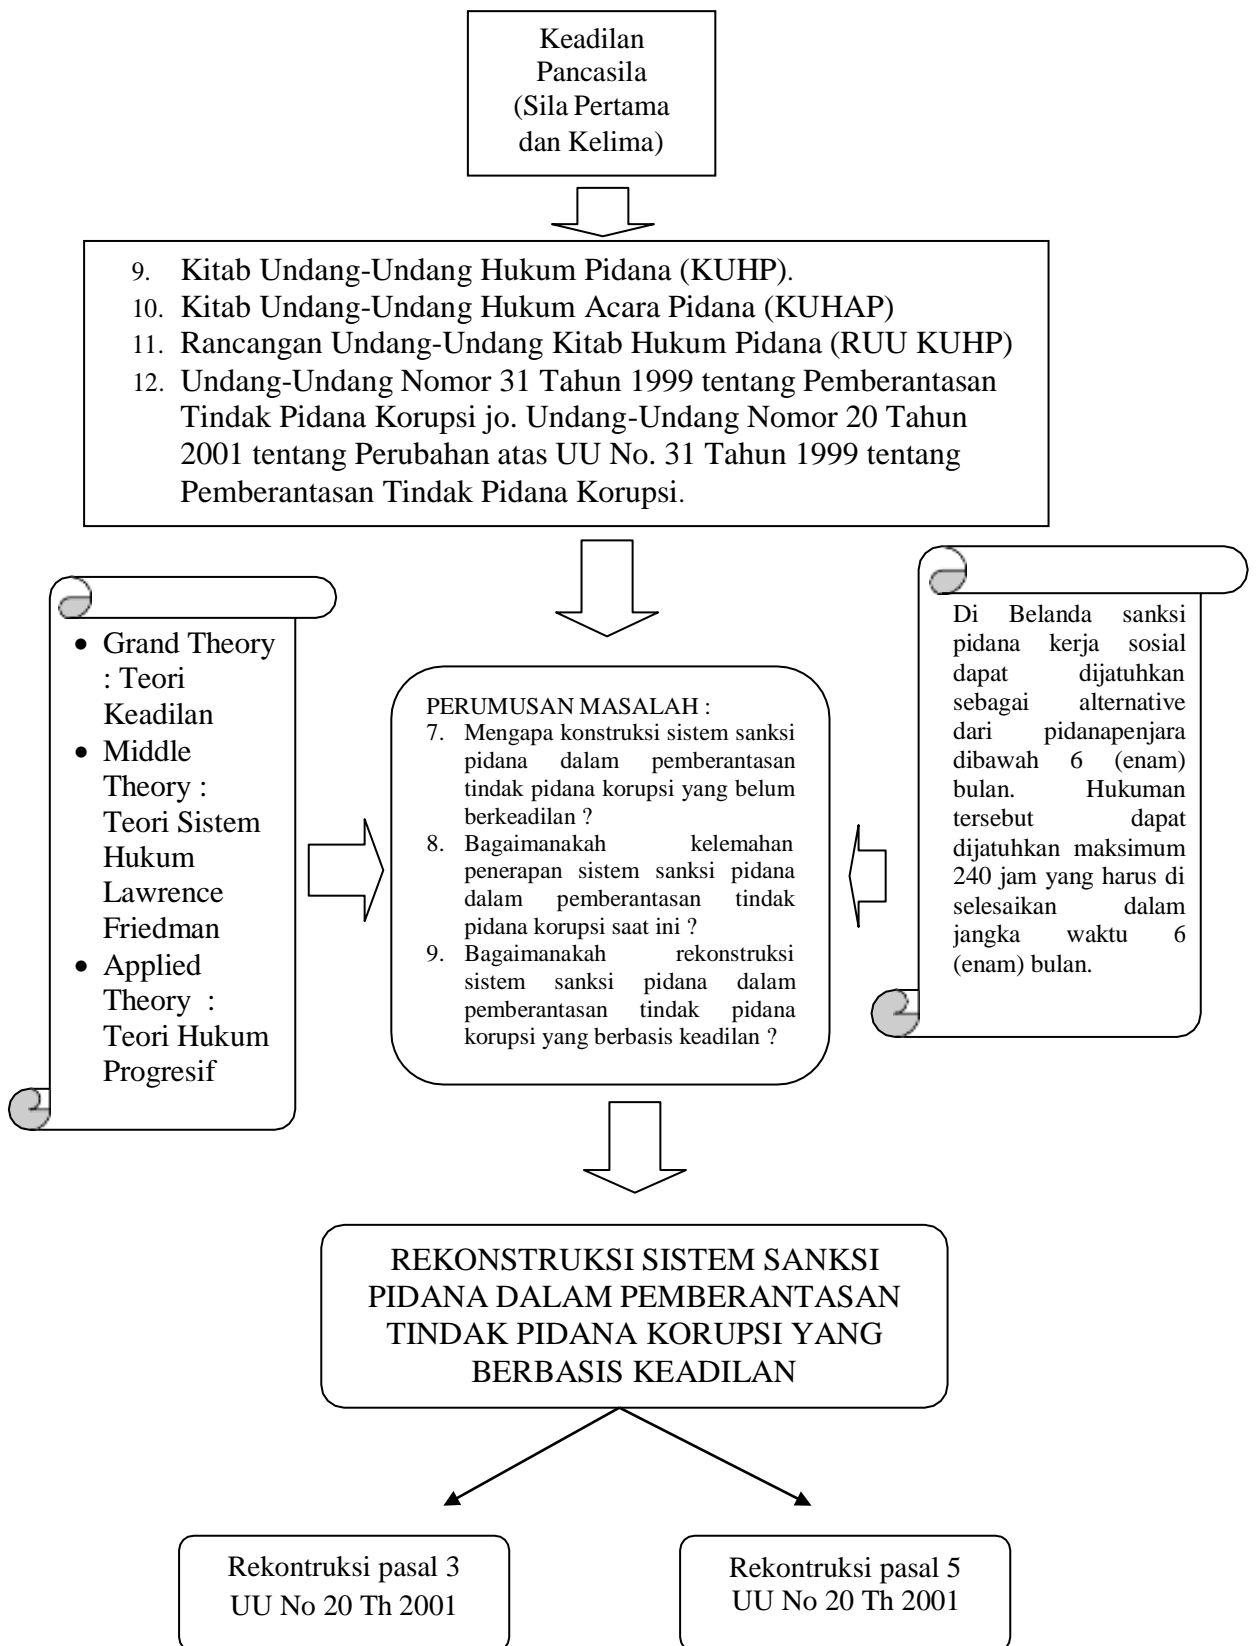 Keadilan
Pancasila
(Sila Pertama
dan Kelima)
9. Kitab Undang-Undang Hukum Pidana (KUHP).
10. Kitab Undang-Undang Hukum Acara Pidana (KUHAP)
11. Rancangan Undang-Undang Kitab Hukum Pidana (RUU KUHP)
12. Undang-Undang Nomor 31 Tahun 1999 tentang Pemberantasan
Tindak Pidana Korupsi jo. Undang-Undang Nomor 20 Tahun
2001 tentang Perubahan atas UU No. 31 Tahun 1999 tentang
Pemberantasan Tindak Pidana Korupsi.
• Grand Theory
: Teori
Keadilan
• Middle
Theory :
Teori Sistem
Hukum
Lawrence
Friedman
• Applied
Theory :
Teori Hukum
Progresif
PERUMUSAN MASALAH :
7. Mengapa konstruksi sistem sanksi
pidana dalam pemberantasan
tindak pidana korupsi yang belum
berkeadilan ?
8. Bagaimanakah kelemahan
penerapan sistem sanksi pidana
dalam pemberantasan tindak
pidana korupsi saat ini ?
9. Bagaimanakah rekonstruksi
sistem sanksi pidana dalam
pemberantasan tindak pidana
korupsi yang berbasis keadilan ?
Di Belanda sanksi
pidana kerja sosial
dapat dijatuhkan
sebagai alternative
dari pidanapenjara
dibawah 6 (enam)
bulan. Hukuman
tersebut dapat
dijatuhkan maksimum
240 jam yang harus di
selesaikan dalam
jangka waktu 6
(enam) bulan.
REKONSTRUKSI SISTEM SANKSI
PIDANA DALAM PEMBERANTASAN
TINDAK PIDANA KORUPSI YANG
BERBASIS KEADILAN
Rekontruksi pasal 3
UU No 20 Th 2001
Rekontruksi pasal 5
UU No 20 Th 2001